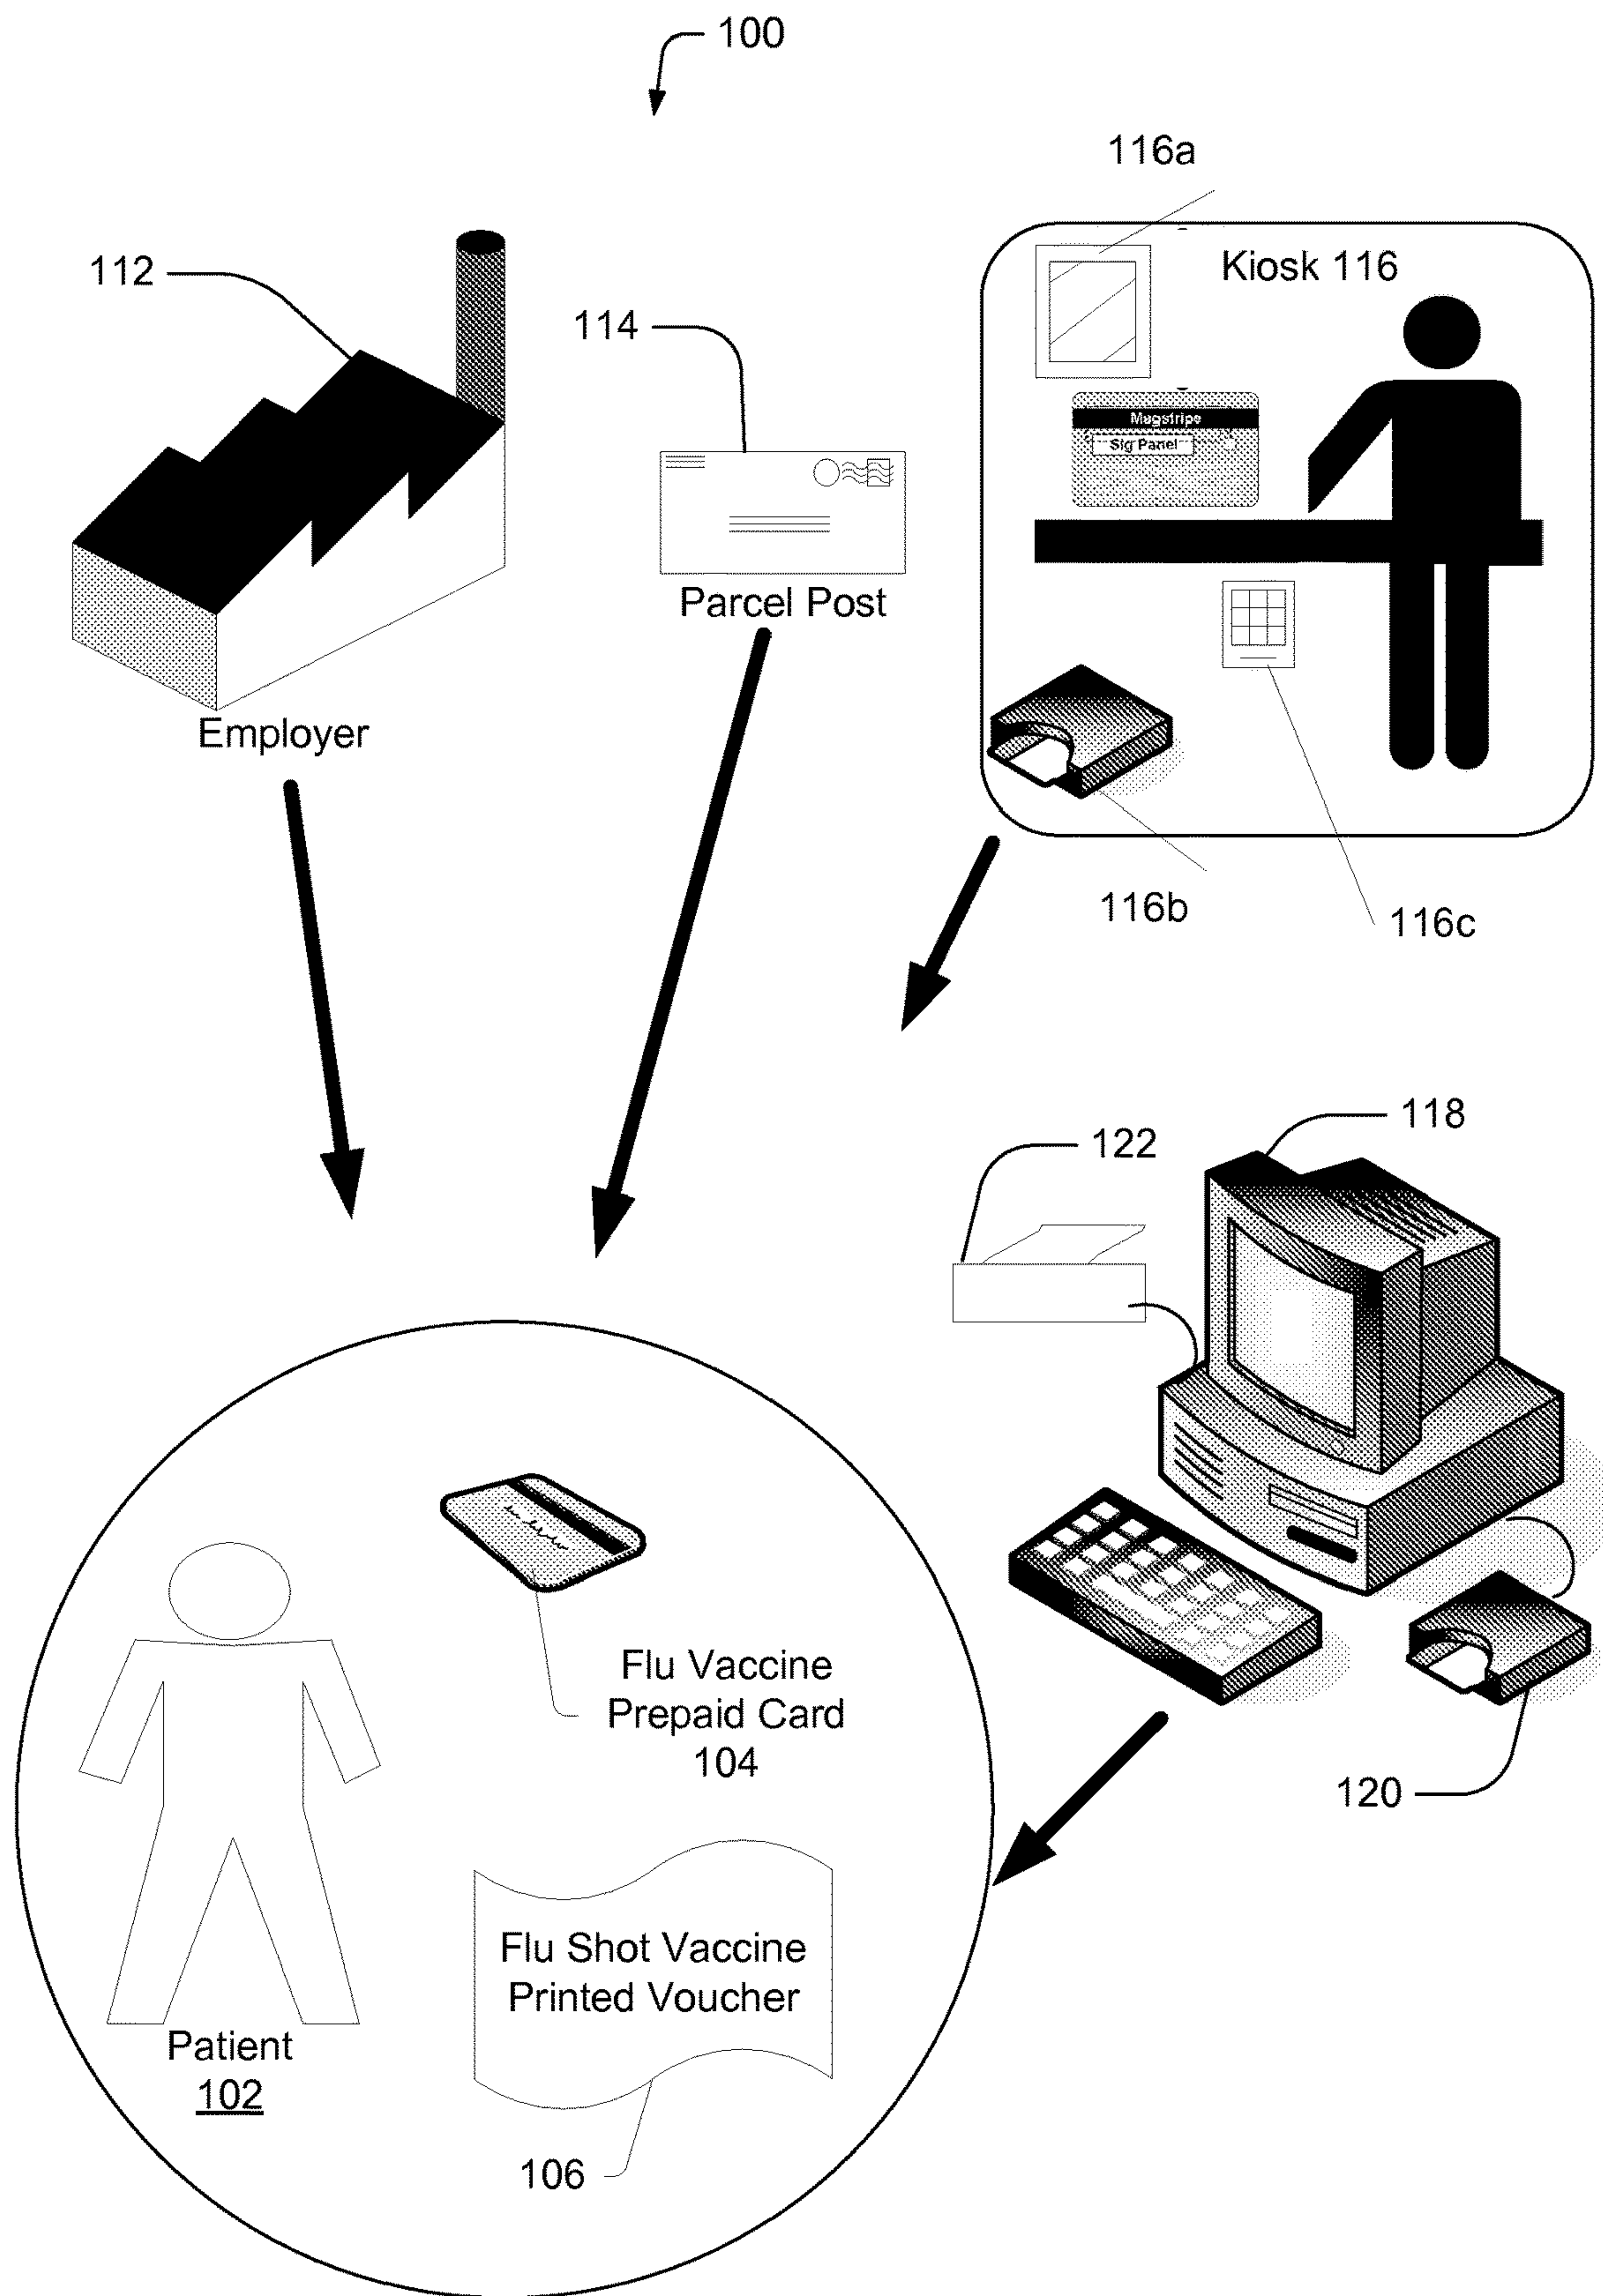 100
116a
112
Kiosk 116
114
Magstripe
Sig Panel
Parcel Post
Employer
116b
116c
118
122
Flu Vaccine
Prepaid Card
104
120
Flu Shot Vaccine
Printed Voucher
Patient
102
106